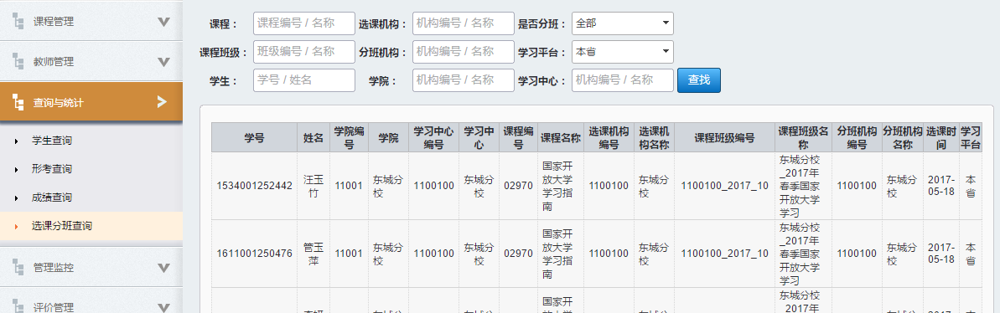 课程管理
教师管理
查询与统计
学生查询
形考查询
成绩查询
选课分班查询
管理监控
评价管理
课程： 课程编号 / 名称 选课机构： 机构编号 / 名称 是否分班： 全部
课程班级： 班级编号 / 名称 分班机构： 机构编号 / 名称 学习平台： 本省
学生： 学号 / 姓名 学院： 机构编号 / 名称 学习中心： 机构编号 / 名称 查找
学号 姓名 学院编号 学院 学习中心编号 学习中心 课程编号 课程名称 选课机构编号 选课机构名称 课程班级编号 课程班级名称 分班机构编号 分班机构名称 选课时间 学习平台
1534001252442 汪玉竹 11001 东城分校 1100100 东城分校 02970 国家开放大学学习指南 1100100 东城分校 1100100_2017_10 东城分校_2017年春季国家开放大学学习 1100100 东城分校 2017-05-18 本省
1611001250476 管玉萍 11001 东城分校 1100100 东城分校 02970 国家开放大学学习指南 1100100 东城分校 1100100_2017_10 东城分校_2017年春季国家开放大学学习 1100100 东城分校 2017-05-18 本省
国家开放大学 东城分校_2017年